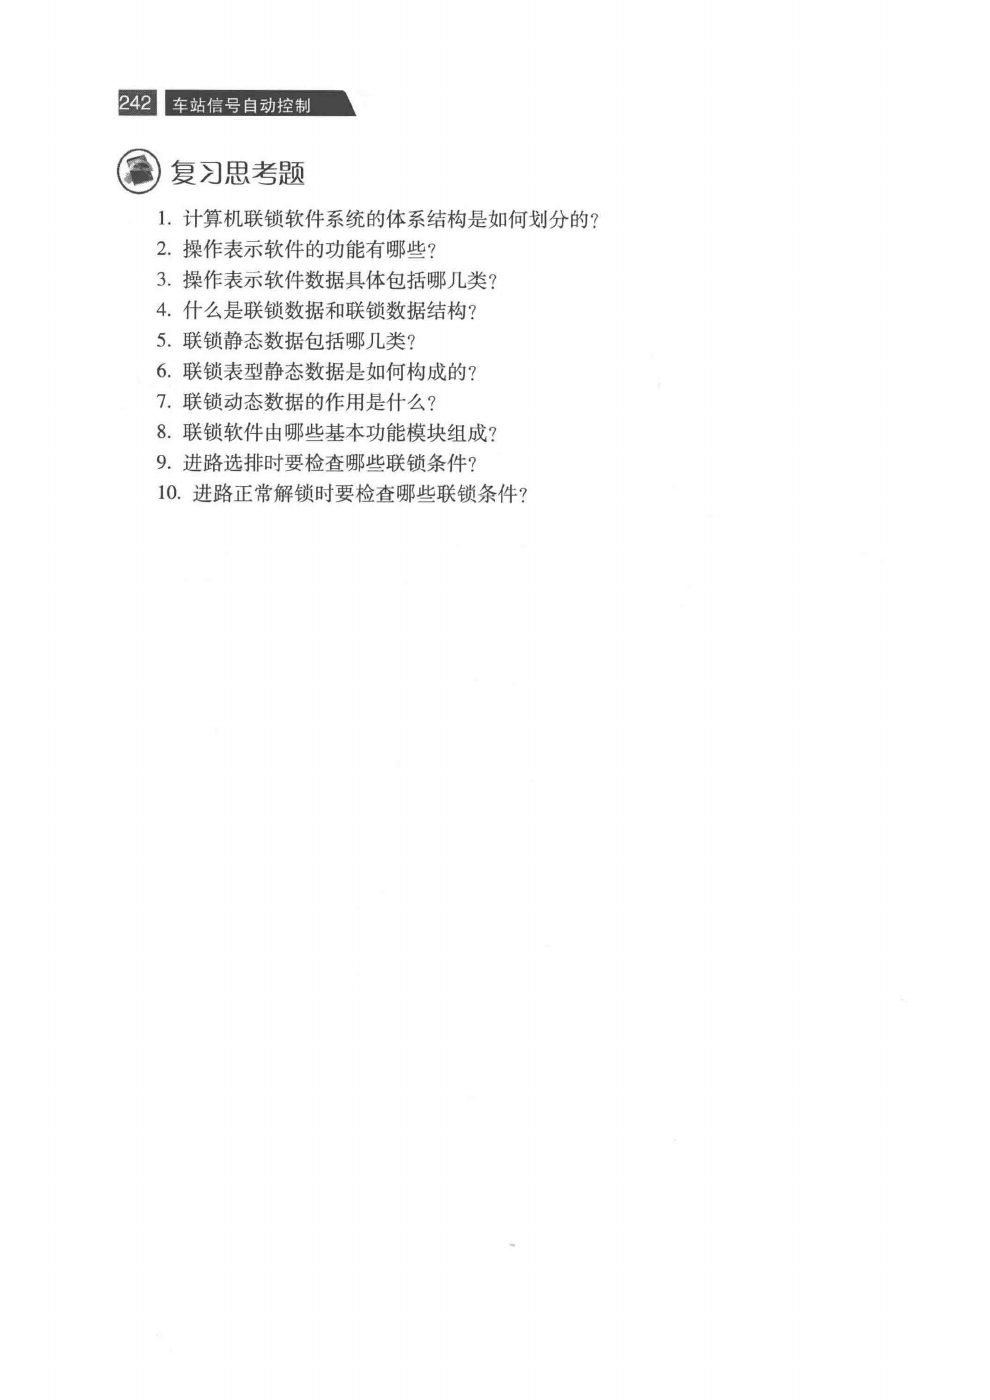 242 车站信号自动控制
复习思考题
1. 计算机联锁软件系统的体系结构是如何划分的?
2. 操作表示软件的功能有哪些?
3. 操作表示软件数据具体包括哪几类?
4. 什么是联锁数据和联锁数据结构?
5. 联锁静态数据包括哪几类?
6. 联锁表型静态数据是如何构成的?
7. 联锁动态数据的作用是什么?
8. 联锁软件由哪些基本功能模块组成?
9. 进路选排时要检查哪些联锁条件?
10. 进路正常解锁时要检查哪些联锁条件?